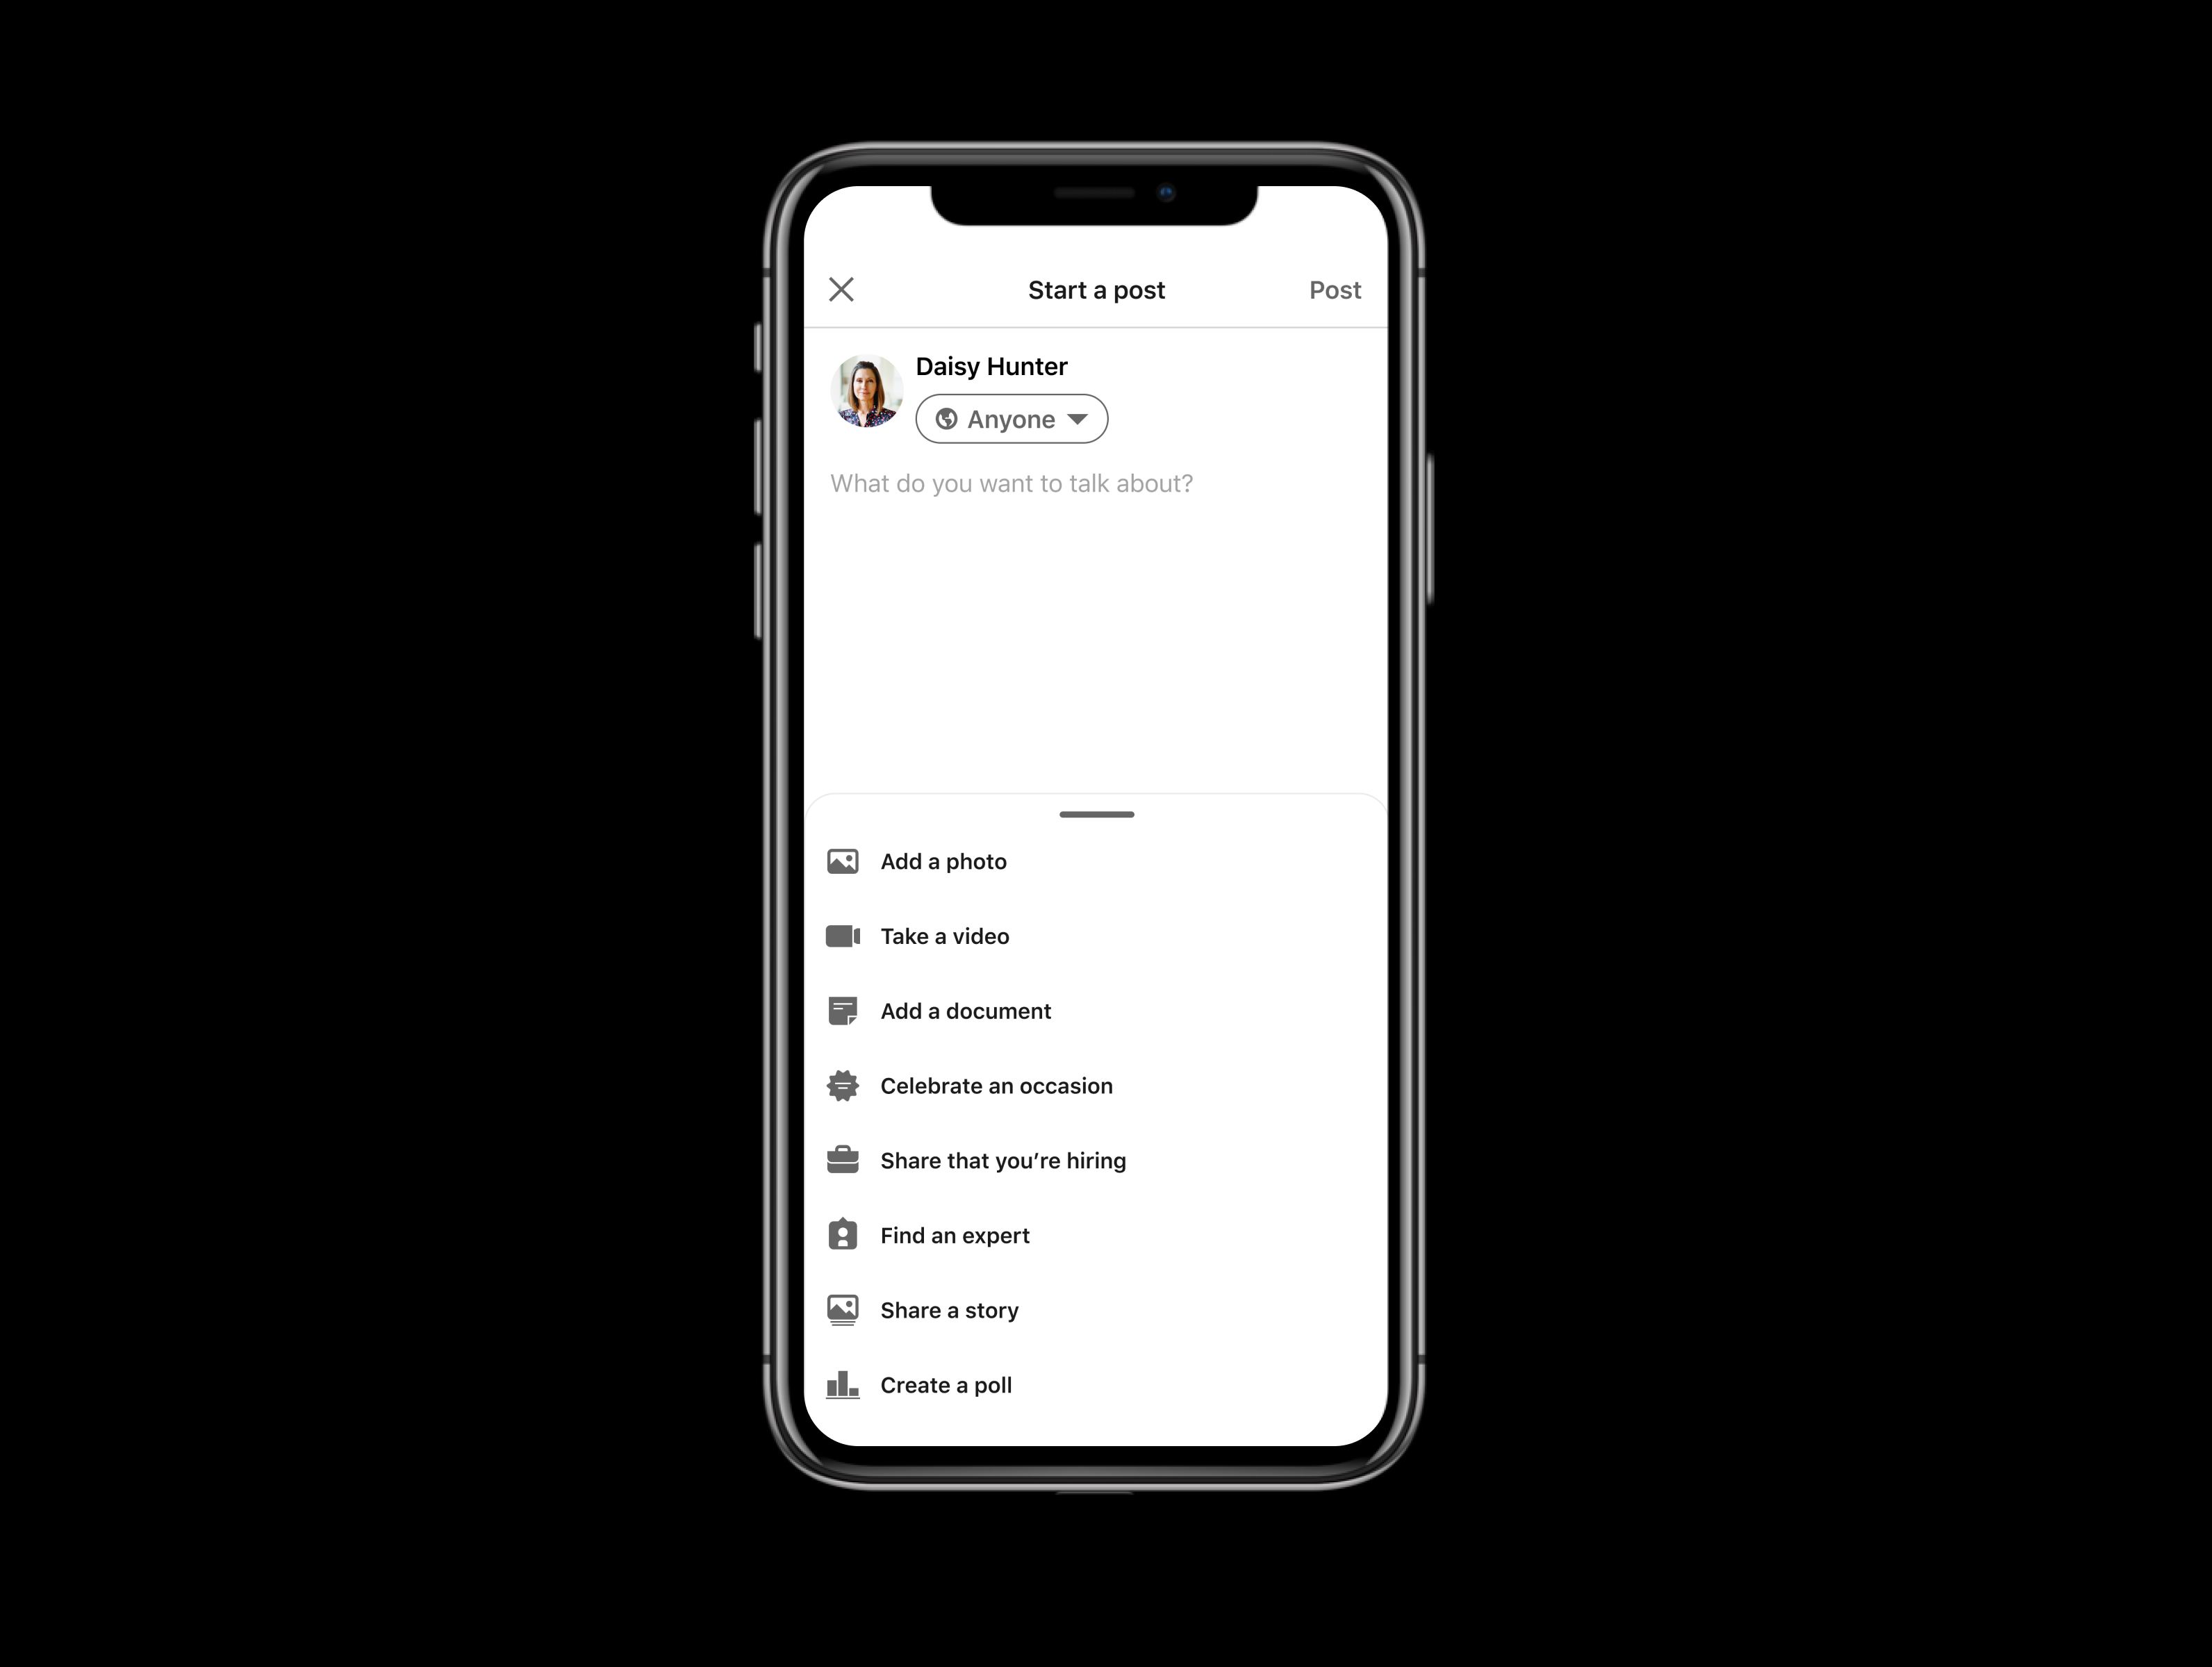 Start a post
Post
Daisy Hunter
Anyone
What do you want to talk about?
Add a photo
Take a video
Add a document
Celebrate an occasion
Share that you’re hiring
Find an expert
Share a story
Create a poll